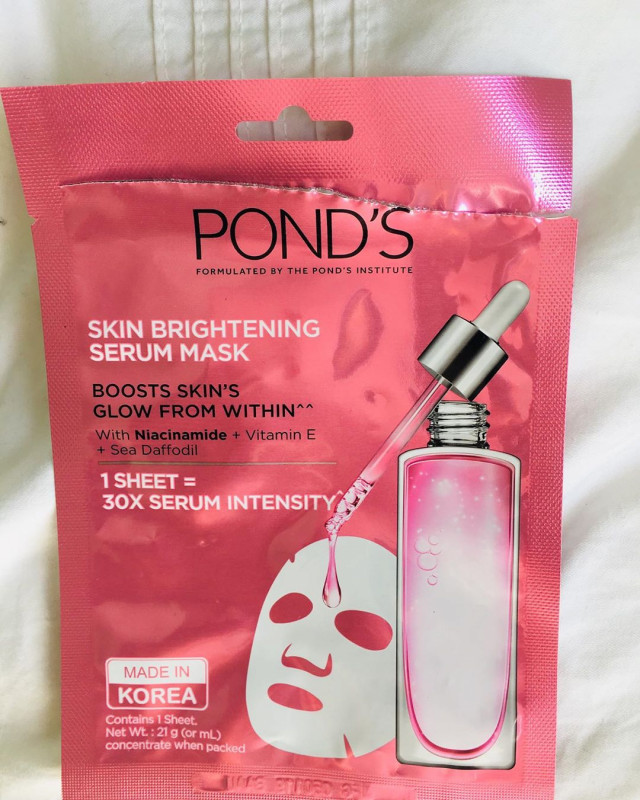 POND'S
FORMULATED BY THE POND'S INSTITUTE
SKIN BRIGHTENING
SERUM MASK
BOOSTS SKIN'S
GLOW FROM WITHIN^^
With Niacinamide + Vitamin E
+ Sea Daffodil
1 SHEET =
30X SERUM INTENSITY
MADE IN
KOREA
Contains 1 Sheet.
Net Wt. : 21 g (or mL)
concentrate when packed